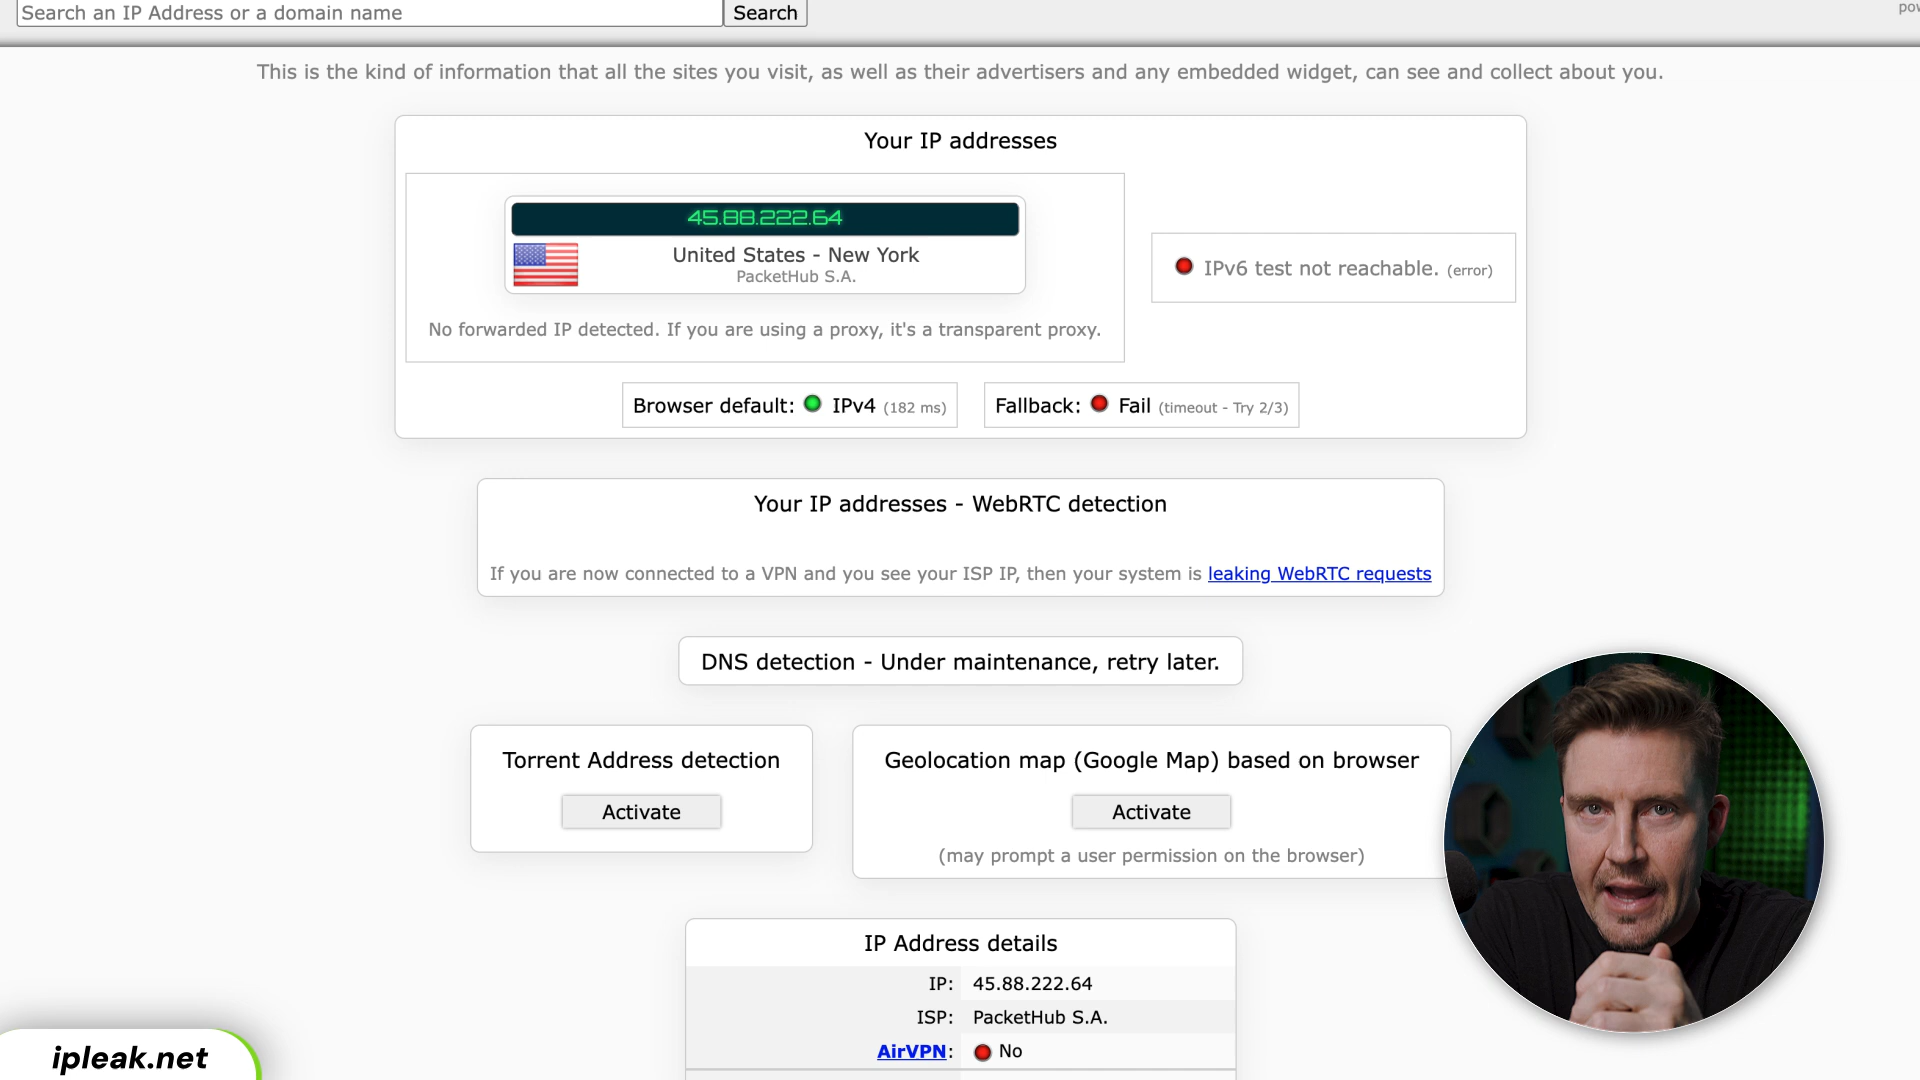 Search an IP Address or a domain name
Search
This is the kind of information that all the sites you visit, as well as their advertisers and any embedded widget, can see and collect about you.
Your IP addresses
45.88.222.64
United States - New York
PacketHub S.A.
No forwarded IP detected. If you are using a proxy, it's a transparent proxy.
IPv6 test not reachable. (error)
Browser default: IPv4 (182 ms)
Fallback: Fail (timeout - Try 2/3)
Your IP addresses - WebRTC detection
If you are now connected to a VPN and you see your ISP IP, then your system is leaking WebRTC requests
DNS detection - Under maintenance, retry later.
Torrent Address detection
Activate
Geolocation map (Google Map) based on browser
Activate
(may prompt a user permission on the browser)
IP Address details
IP: 45.88.222.64
ISP: PacketHub S.A.
AirVPN: No
ipleak.net